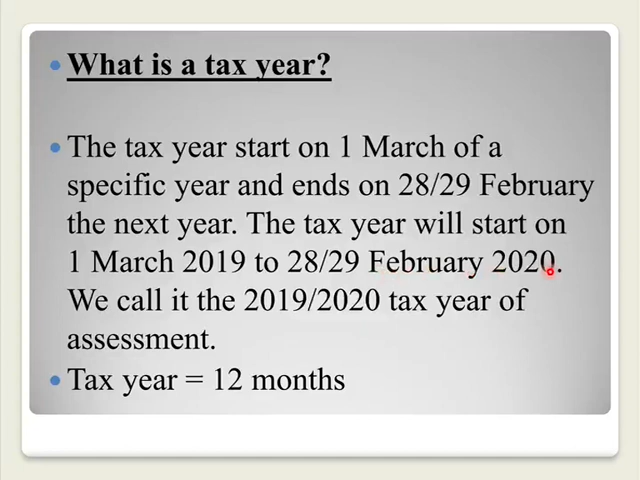 What is a tax year?
The tax year start on 1 March of a
specific year and ends on 28/29 February
the next year. The tax year will start on
1 March 2019 to 28/29 February 2020.
We call it the 2019/2020 tax year of
assessment.
Tax year = 12 months